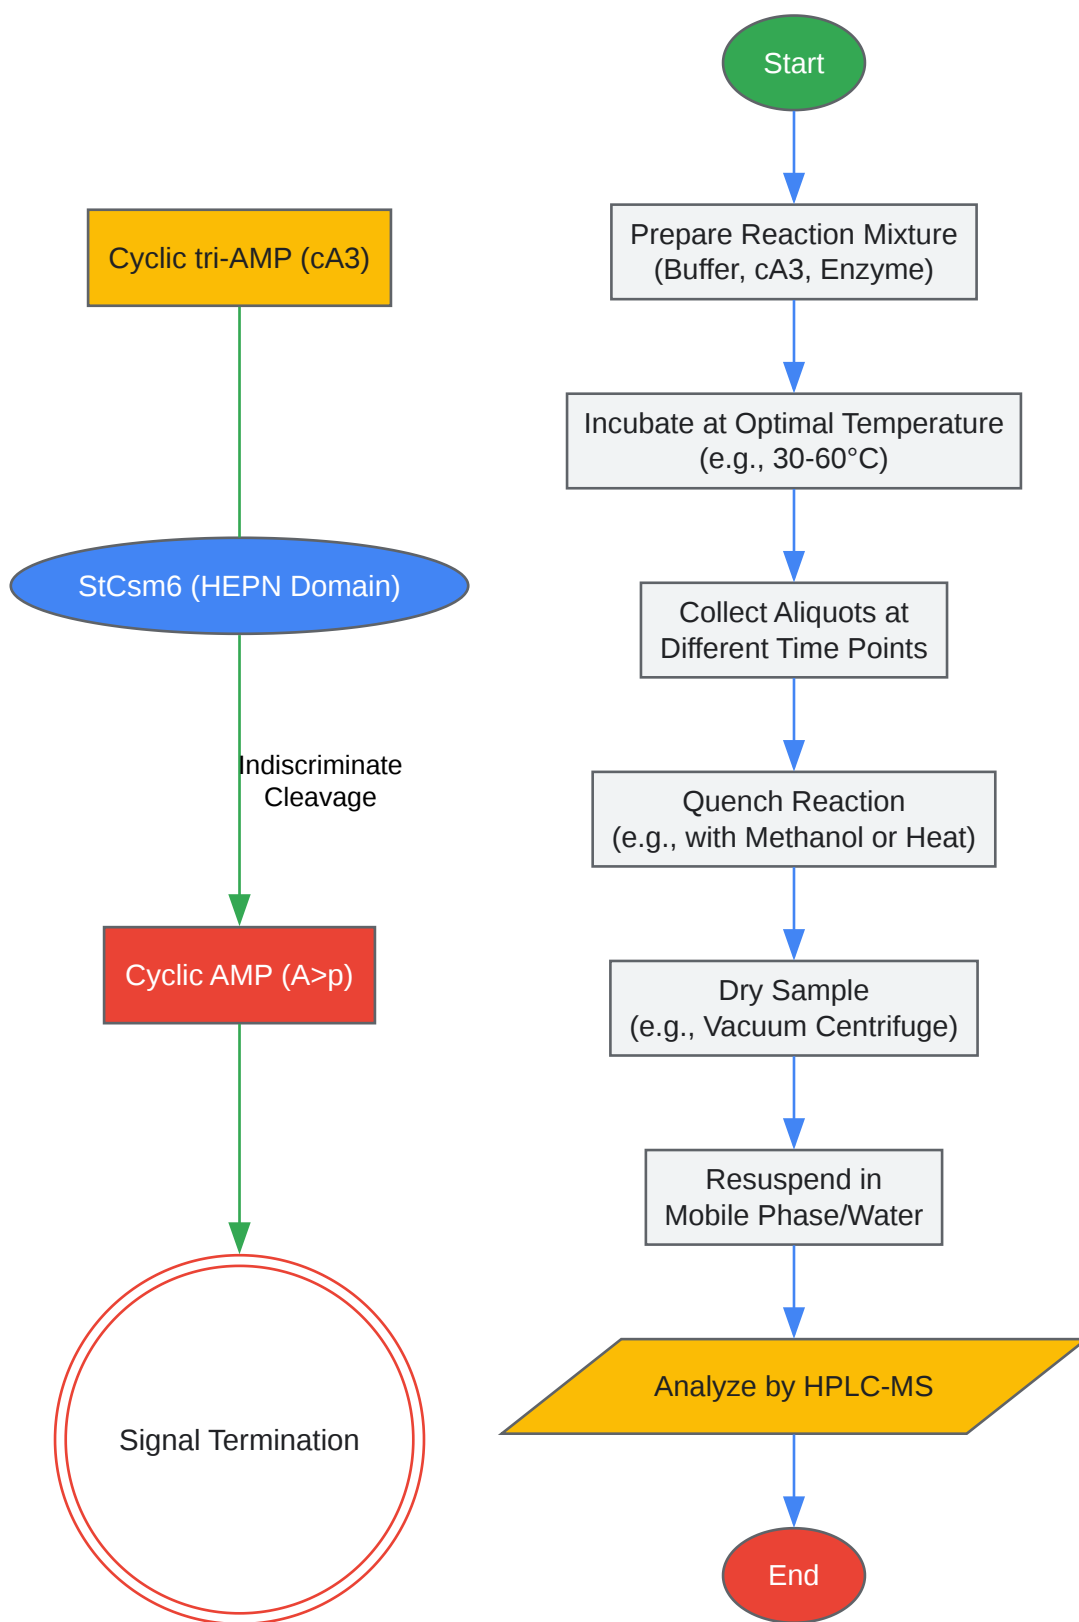 Cyclic tri-AMP (cA3)
StCsm6 (HEPN Domain)
Indiscriminate
Cleavage
Cyclic AMP (A>p)
Signal Termination
Start
Prepare Reaction Mixture
(Buffer, cA3, Enzyme)
Incubate at Optimal Temperature
(e.g., 30-60°C)
Collect Aliquots at
Different Time Points
Quench Reaction
(e.g., with Methanol or Heat)
Dry Sample
(e.g., Vacuum Centrifuge)
Resuspend in
Mobile Phase/Water
Analyze by HPLC-MS
End